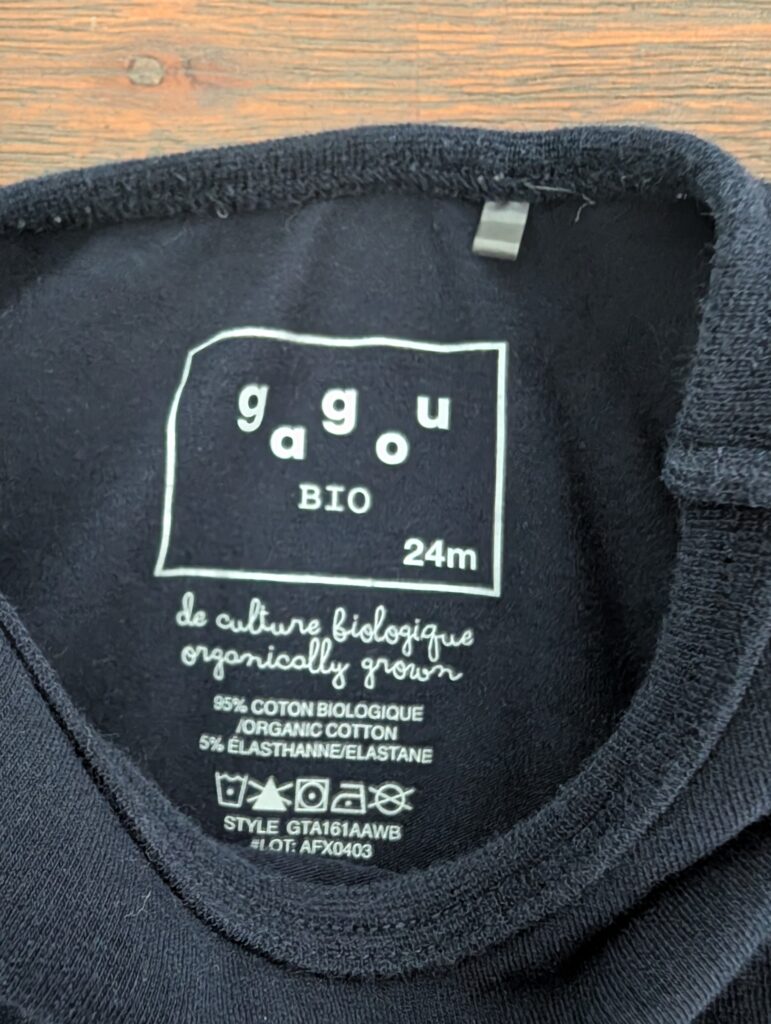 gagou
BIO
24m
de culture biologique
organically grown
95% COTON BIOLOGIQUE
/ORGANIC COTTON
5% ÉLASTHANNE/ELASTANE
STYLE GTA161AAWB
#LOT: AFX0403